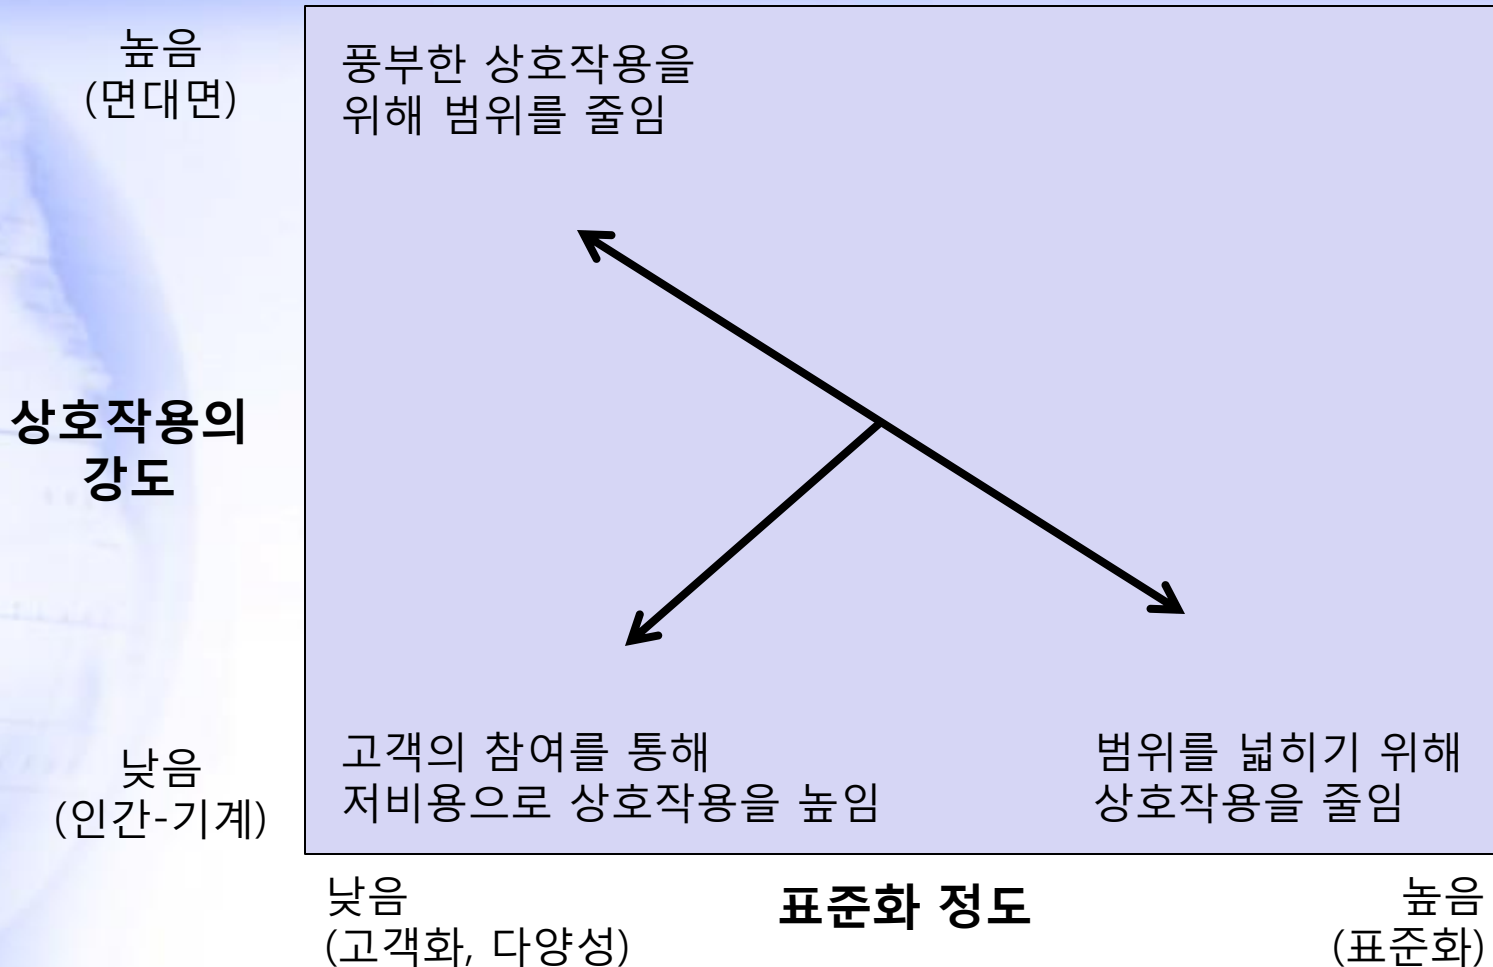 높음
(면대면)
풍부한 상호작용을
위해 범위를 줄임
상호작용의
강도
낮음
(인간-기계)
고객의 참여를 통해
저비용으로 상호작용을 높임
범위를 넓히기 위해
상호작용을 줄임
낮음
(고객화, 다양성)
표준화 정도
높음
(표준화)